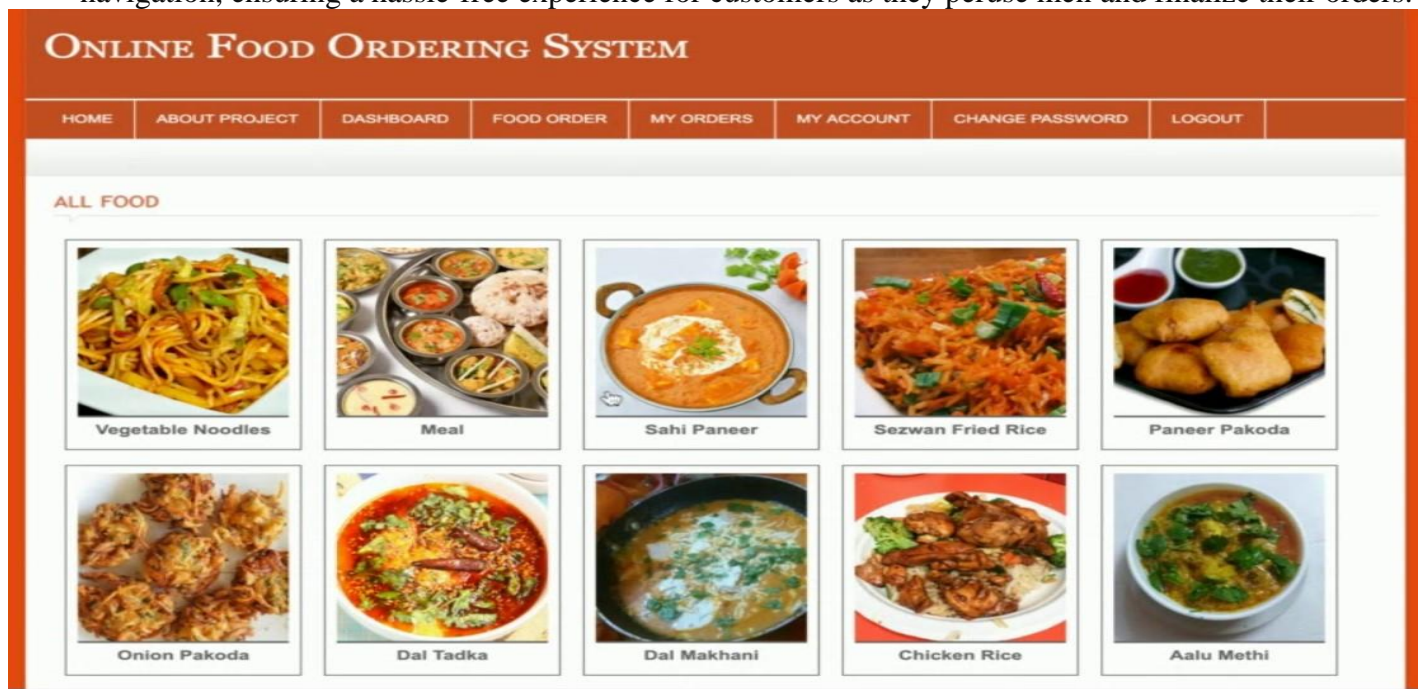 navigation, ensuring a hassle-free experience for customers as they peruse
and finalize their orders.
ONLINE FOOD ORDERING SYSTEM
HOME ABOUT PROJECT DASHBOARD FOOD ORDER MY ORDERS MY ACCOUNT CHANGE PASSWORD LOGOUT
ALL FOOD
Vegetable Noodles Meal Sahi Paneer Sezwan Fried Rice Paneer Pakoda
Onion Pakoda Dal Tadka Dal Makhani Chicken Rice Aalu Methi